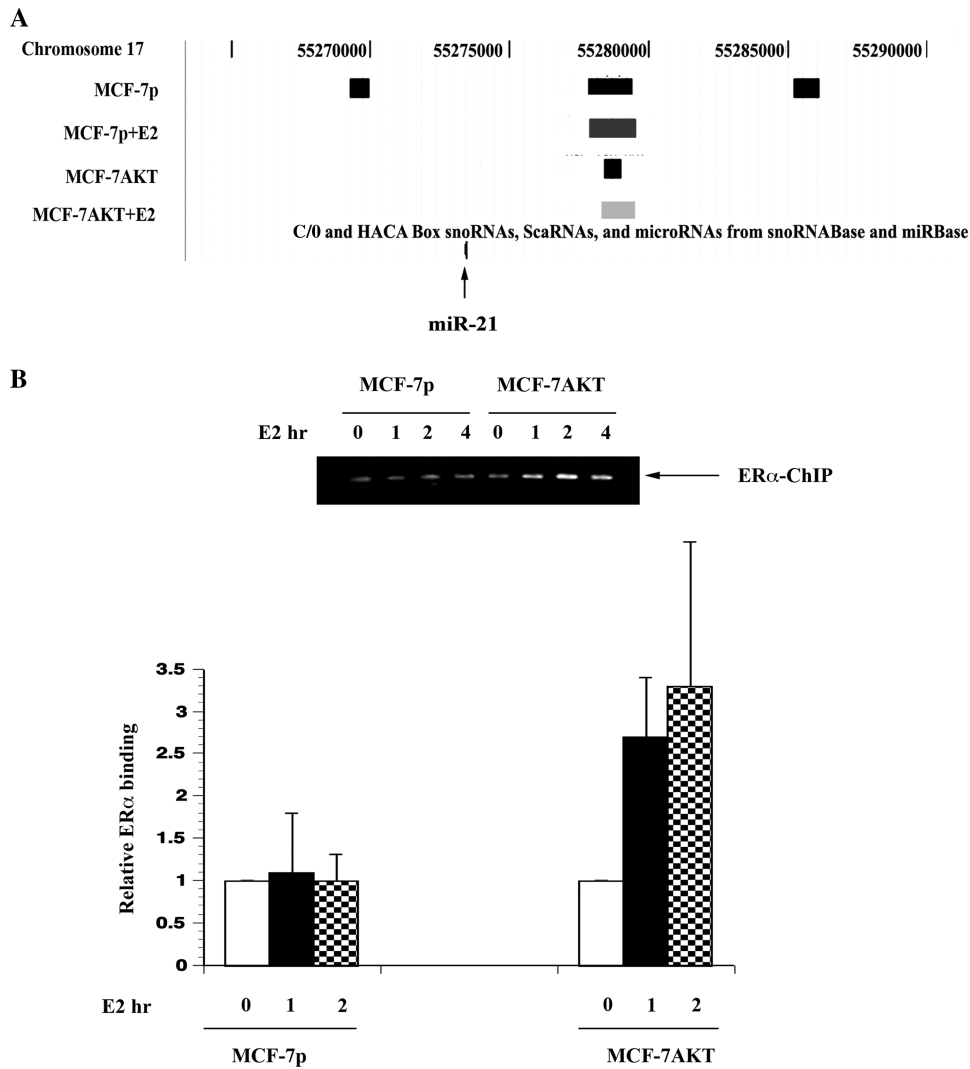 A
Chromosome 17
55270000 55275000 55280000 55285000 55290000
MCF-7p
MCF-7p+E2
MCF-7AKT
MCF-7AKT+E2
C/0 and HACA Box snoRNAs, ScaRNAs, and microRNAs from snoRNABase and miRBase
miR-21
B
MCF-7p MCF-7AKT
E2 hr 0 1 2 4 0 1 2 4
ERα-ChIP
Relative ERα binding
3.5
3
2.5
2
1.5
1
0.5
0
E2 hr 0 1 2 0 1 2
MCF-7p MCF-7AKT